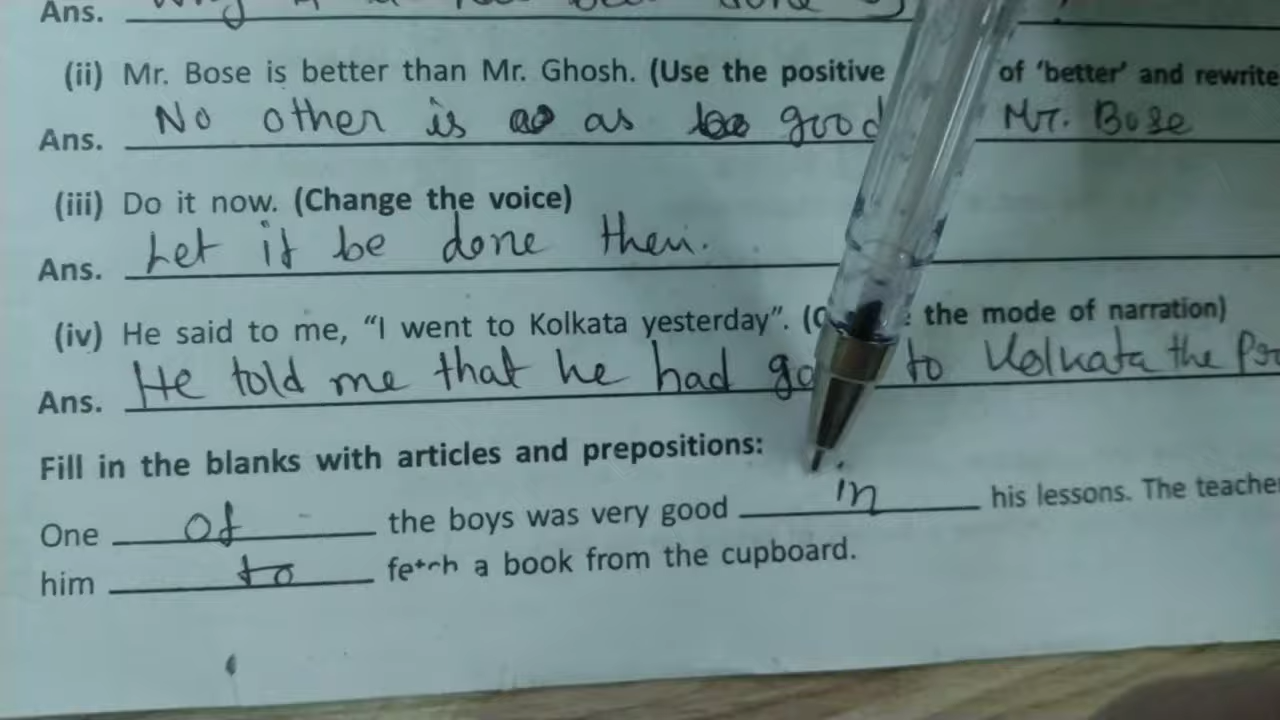 Ans.
(ii) Mr. Bose is better than Mr. Ghosh. (Use the positive of 'better' and rewrite
Ans. No other is as good Mr. Bose
(iii) Do it now. (Change the voice)
Ans. Let it be done then.
(iv) He said to me, "I went to Kolkata yesterday". ( the mode of narration)
Ans. He told me that he had to Kolkata the
Fill in the blanks with articles and prepositions:
One of the boys was very good in his lessons. The teache
him to fetch a book from the cupboard.